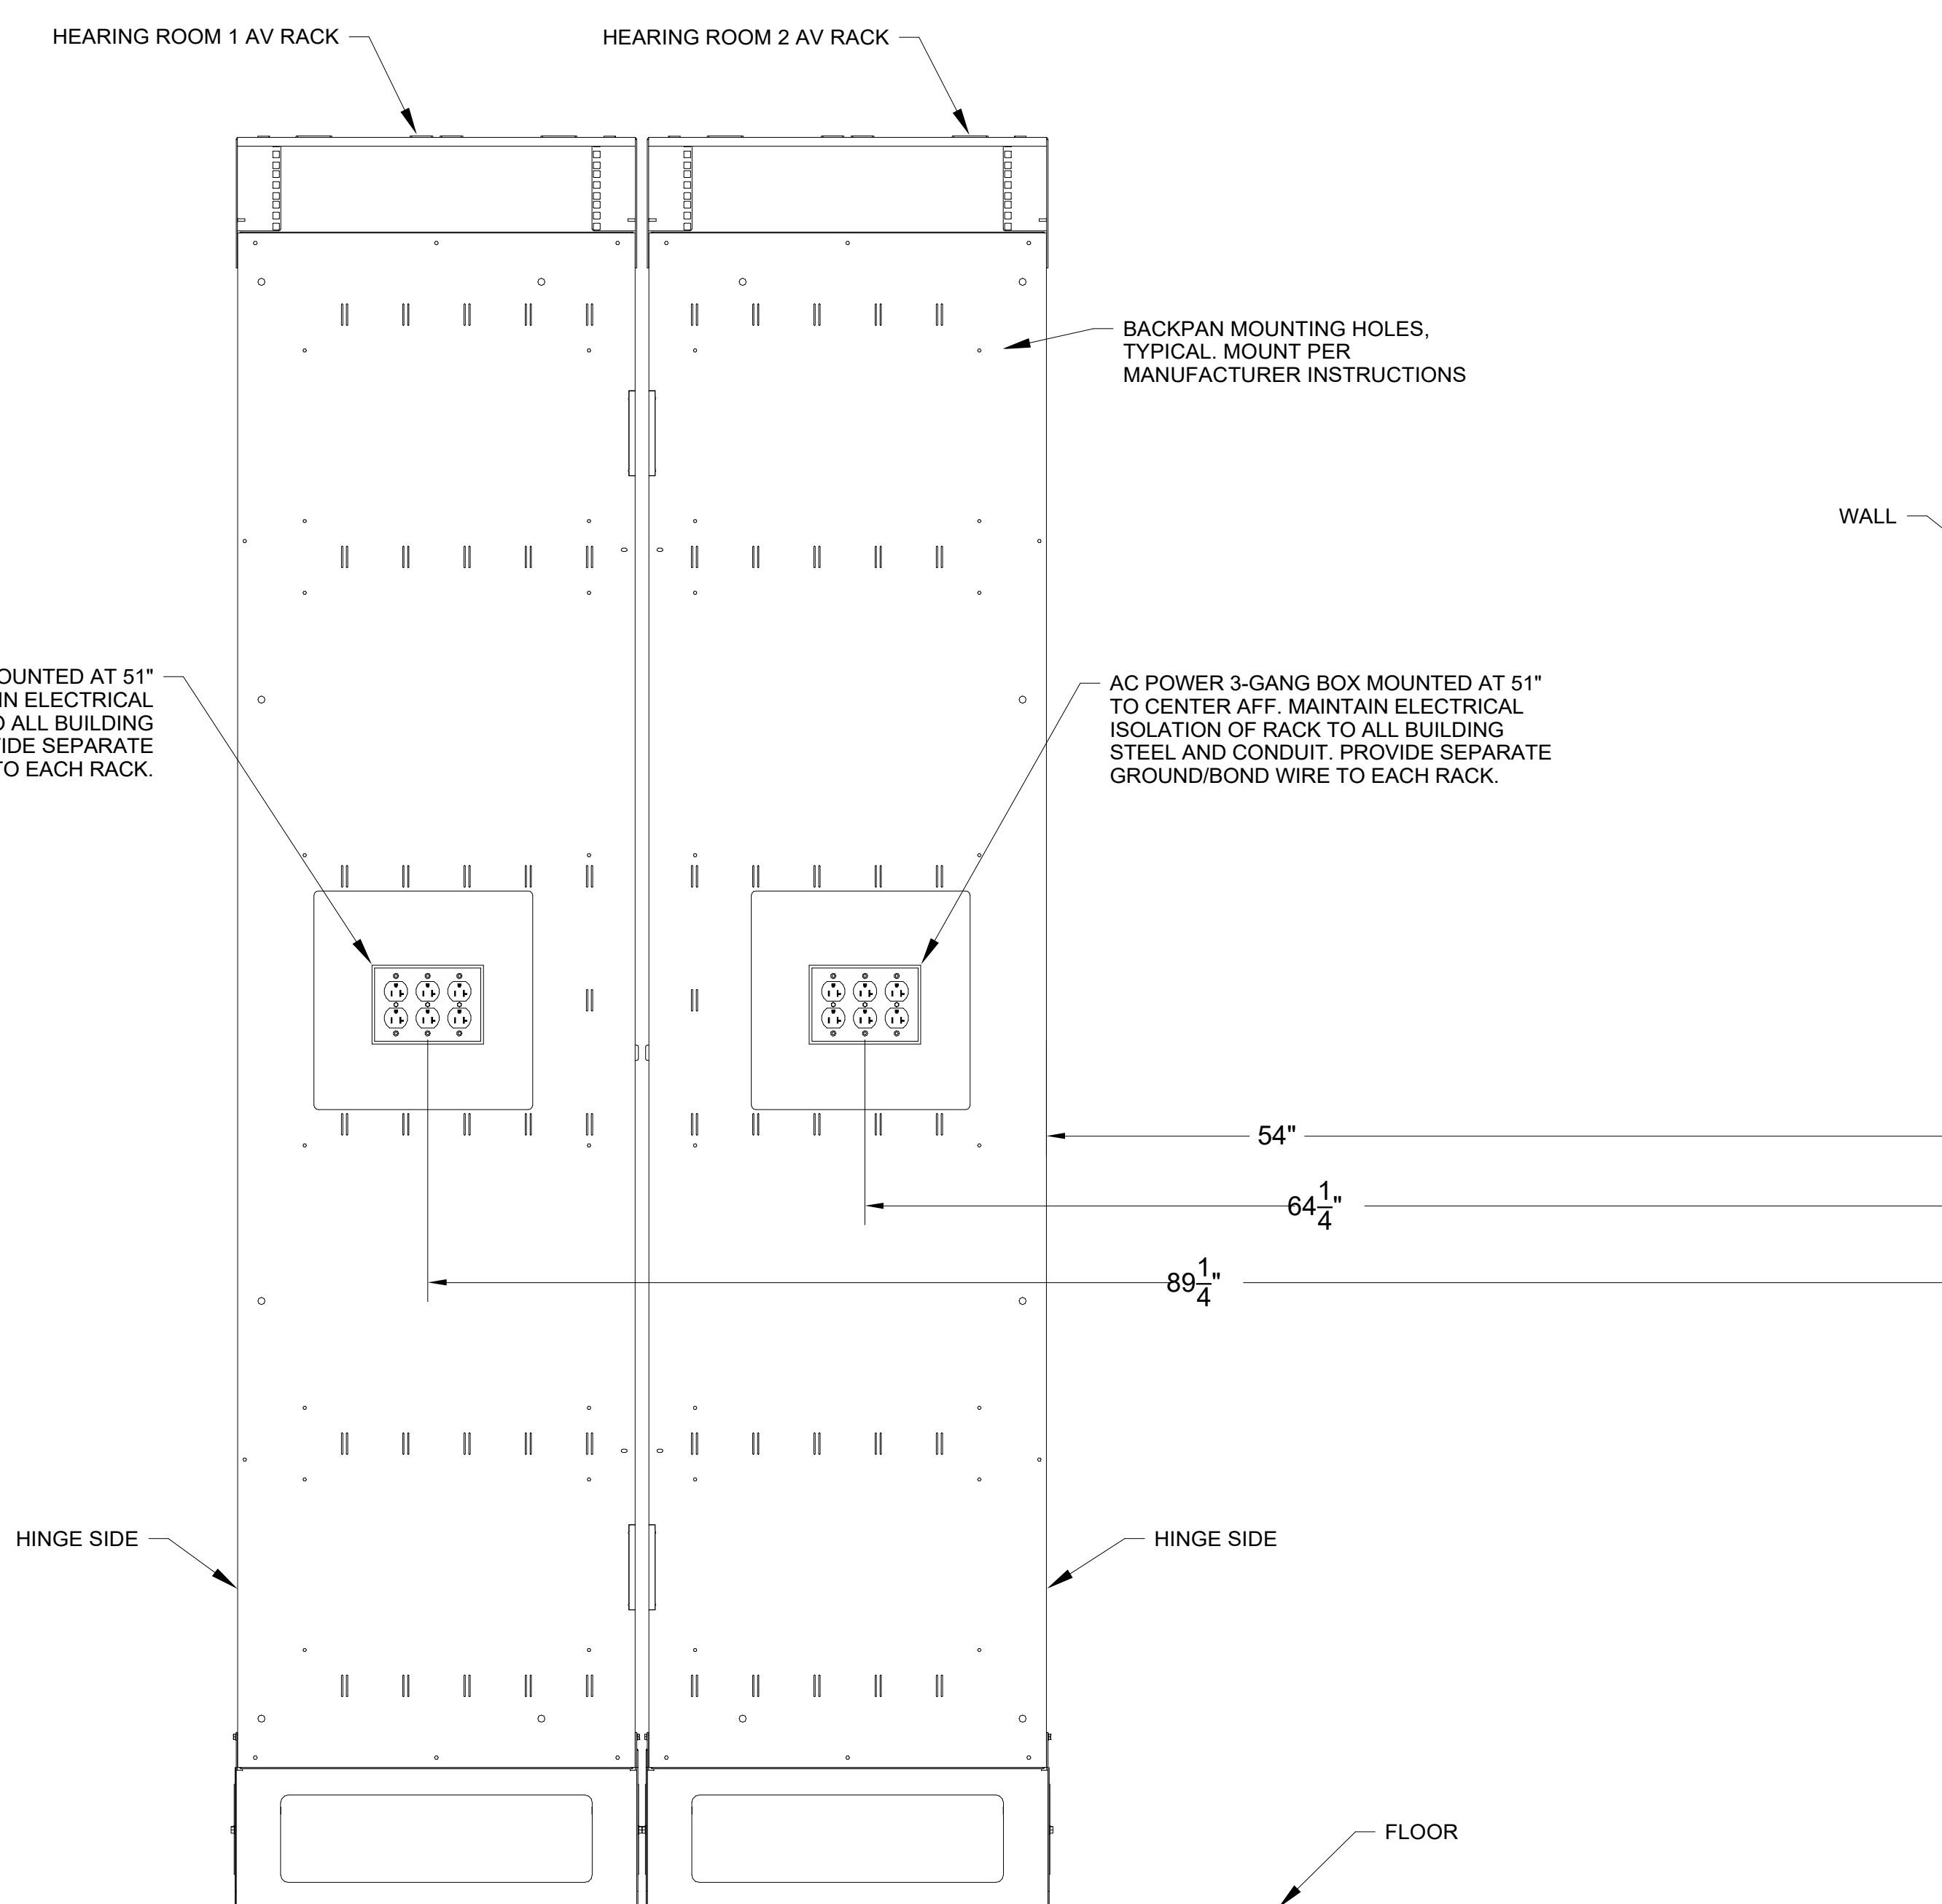 HEARING ROOM 1 AV RACK
HEARING ROOM 2 AV RACK
BACKPAN MOUNTING HOLES,
TYPICAL. MOUNT PER
MANUFACTURER INSTRUCTIONS
WALL
AT 51"
ELECTRICAL
ALL BUILDING
SEPARATE
TO EACH RACK.
AC POWER 3-GANG BOX MOUNTED AT 51"
TO CENTER AFF. MAINTAIN ELECTRICAL
ISOLATION OF RACK TO ALL BUILDING
STEEL AND CONDUIT. PROVIDE SEPARATE
GROUND/BOND WIRE TO EACH RACK.
54"
64 1/4"
89 1/4"
HINGE SIDE
HINGE SIDE
FLOOR